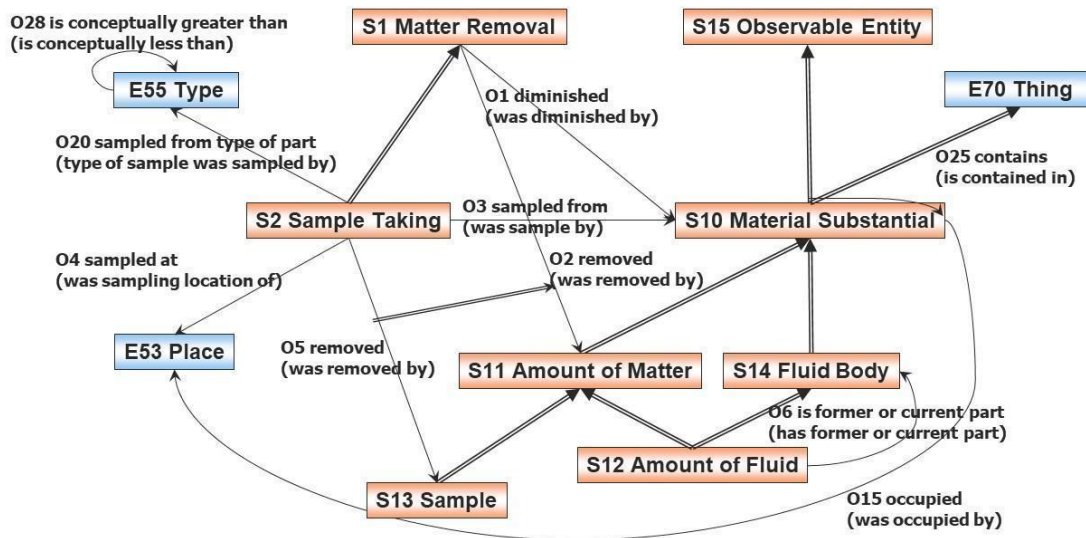 O28 is conceptually greater than
(is conceptually less than)
S1 Matter Removal
S15 Observable Entity
E55 Type
E70 Thing
O1 diminished
(was diminished by)
O20 sampled from type of part
(type of sample was sampled by)
O25 contains
(is contained in)
S2 Sample Taking
O3 sampled from
(was sample by)
S10 Material Substantial
O4 sampled at
(was sampling location of)
O2 removed
(was removed by)
E53 Place
O5 removed
(was removed by)
S11 Amount of Matter
S14 Fluid Body
O6 is former or current part
(has former or current part)
S12 Amount of Fluid
S13 Sample
O15 occupied
(was occupied by)